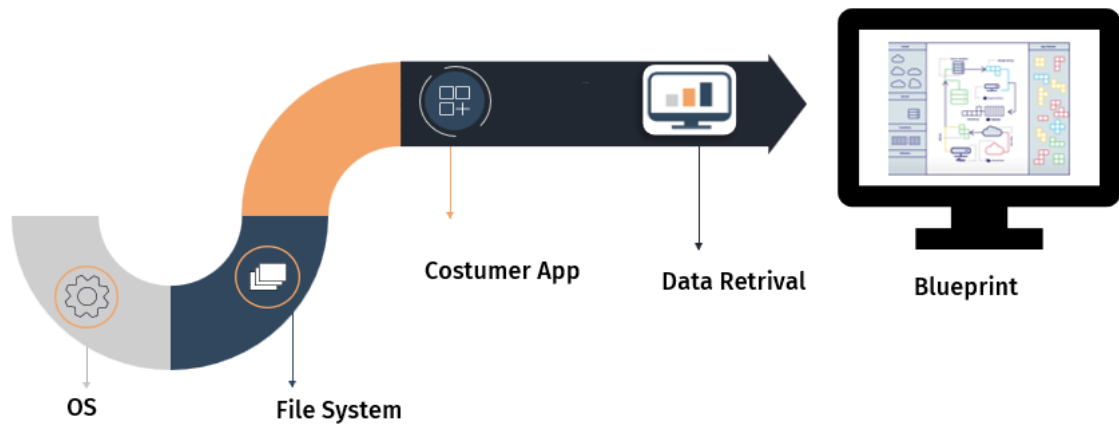 Costumer App
Data Retrival
Blueprint
OS
File System